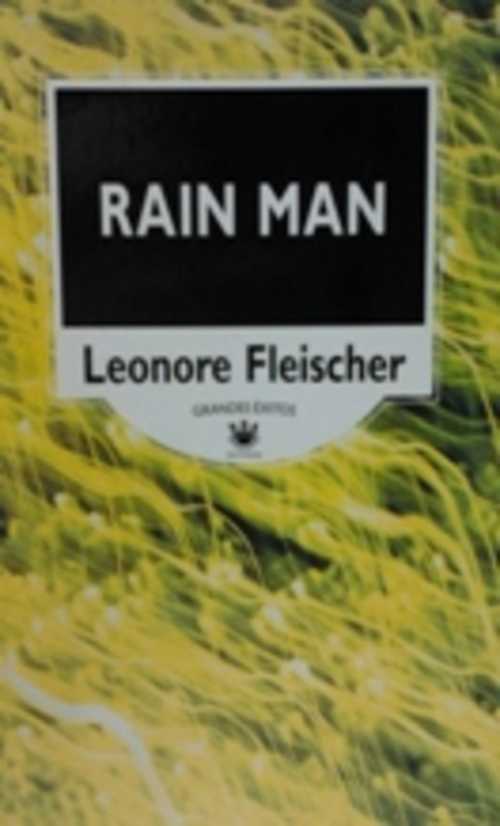 RAIN MAN
Leonore Fleischer
GRANDES ÉXITOS